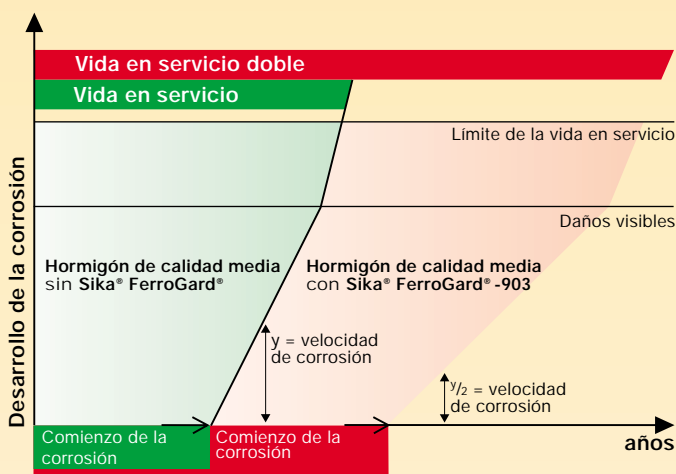 Vida en servicio doble
Vida en servicio
Límite de la vida en servicio
Daños visibles
Desarrollo de la corrosión
Hormigón de calidad media
sin Sika® FerroGard®
Hormigón de calidad media
con Sika® FerroGard®-903
y = velocidad
de corrosión
y/2 = velocidad
de corrosión
Comienzo de la
corrosión
Comienzo de la
corrosión
años